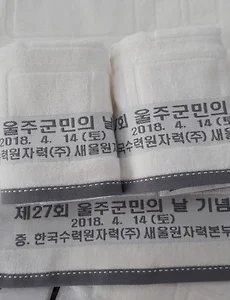 울주군민의 날
2018. 4. 14(토)
수력원자력(주) 새울원
7회 울주군민의
2018. 4. 14(토)
한국수력원자력(주) 새울
제27회 울주군민의 날 기념
2018. 4. 14(토)
증. 한국수력원자력(주) 새울원자력본부